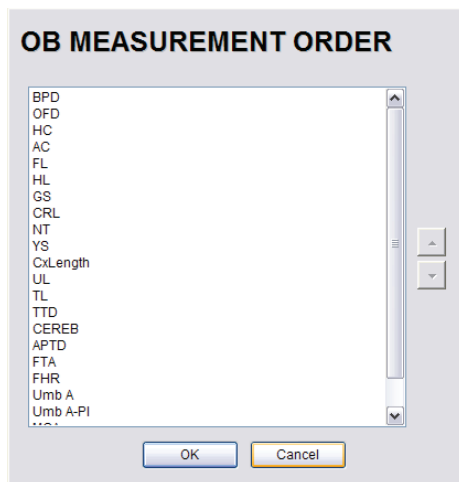 OB MEASUREMENT ORDER
BPD
OFD
HC
AC
FL
HL
GS
CRL
NT
YS
CxLength
UL
TL
TTD
CEREB
APTD
FTA
FHR
Umb A
Umb A-PI
OK
Cancel